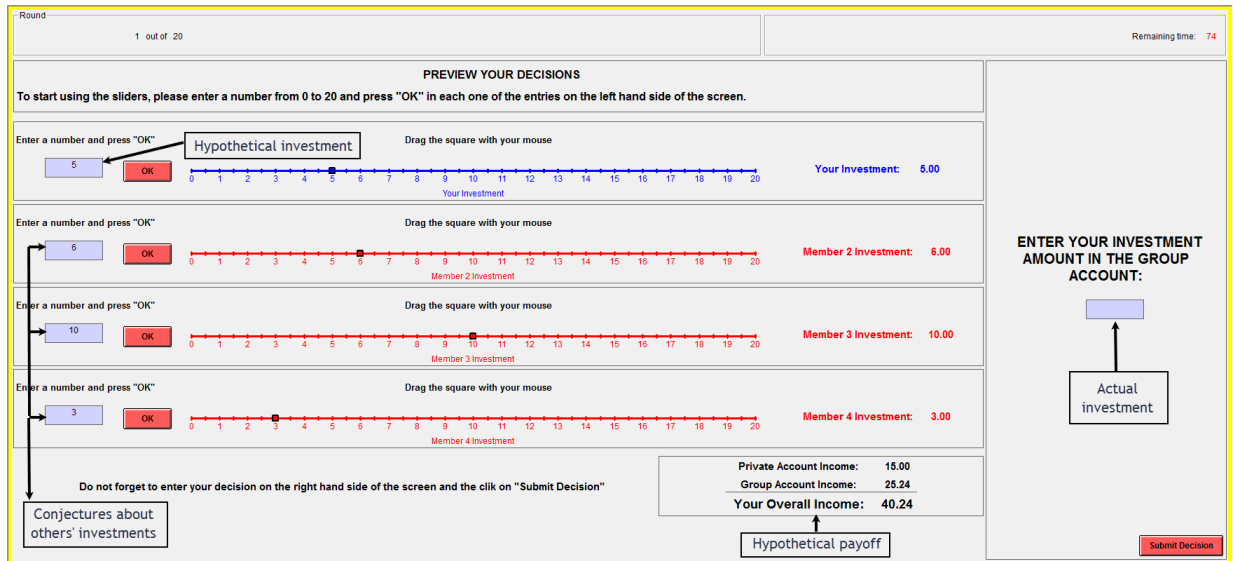 Round
1 out of 20
Remaining time: 74
PREVIEW YOUR DECISIONS
To start using the sliders, please enter a number from 0 to 20 and press "OK" in each one of the entries on the left hand side of the screen.
Enter a number and press "OK"
Hypothetical investment
Drag the square with your mouse
5
OK
0 1 2 3 4 5 6 7 8 9 10 11 12 13 14 15 16 17 18 19 20
Your Investment
Your Investment: 5.00
Enter a number and press "OK"
Drag the square with your mouse
6
OK
0 1 2 3 4 5 6 7 8 9 10 11 12 13 14 15 16 17 18 19 20
Member 2 Investment
Member 2 Investment: 6.00
Enter a number and press "OK"
Drag the square with your mouse
10
OK
0 1 2 3 4 5 6 7 8 9 10 11 12 13 14 15 16 17 18 19 20
Member 3 Investment
Member 3 Investment: 10.00
Enter a number and press "OK"
Drag the square with your mouse
3
OK
0 1 2 3 4 5 6 7 8 9 10 11 12 13 14 15 16 17 18 19 20
Member 4 Investment
Member 4 Investment: 3.00
Do not forget to enter your decision on the right hand side of the screen and the clik on "Submit Decision"
Conjectures about
others' investments
Private Account Income: 15.00
Group Account Income: 25.24
Your Overall Income: 40.24
Hypothetical payoff
ENTER YOUR INVESTMENT
AMOUNT IN THE GROUP
ACCOUNT:
Actual
investment
Submit Decision